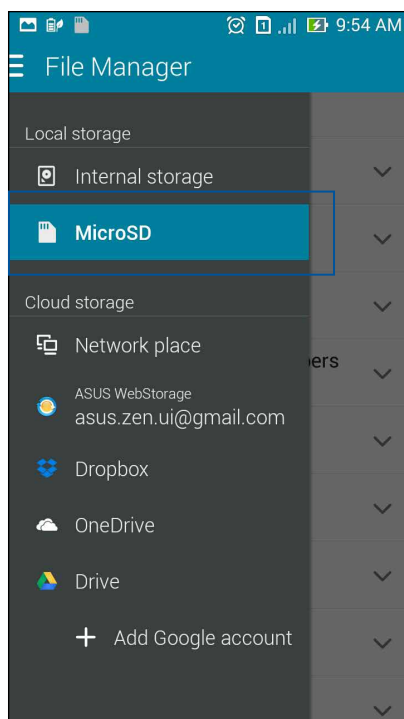 1 9:54 AM
File Manager
Local storage
Internal storage
MicroSD
Cloud storage
Network place
ers
ASUS WebStorage
asus.zen.ui@gmail.com
Dropbox
OneDrive
Drive
+ Add Google account